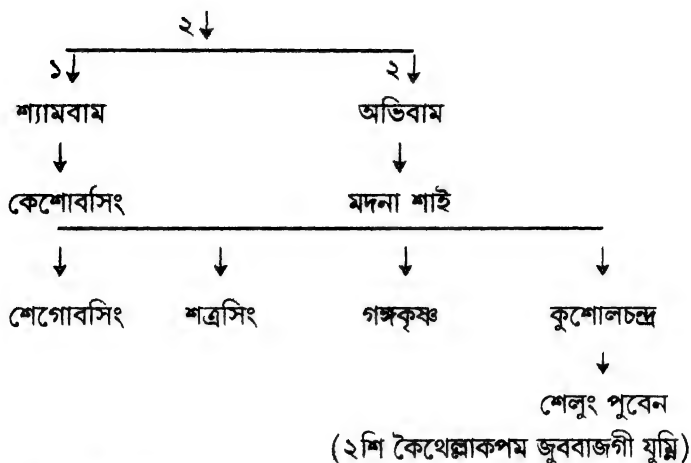 ২
১ ২
শ্যামবাম অভিবাম
কেশোর্বসিং মদনা শাই
শেগোবসিং শত্রসিং গঙ্গকৃষ্ণ কুশোলচন্দ্র
শেলুং পুবেন
(২শি কৈথেল্লাকপম জুববাজগী যুম্নি)